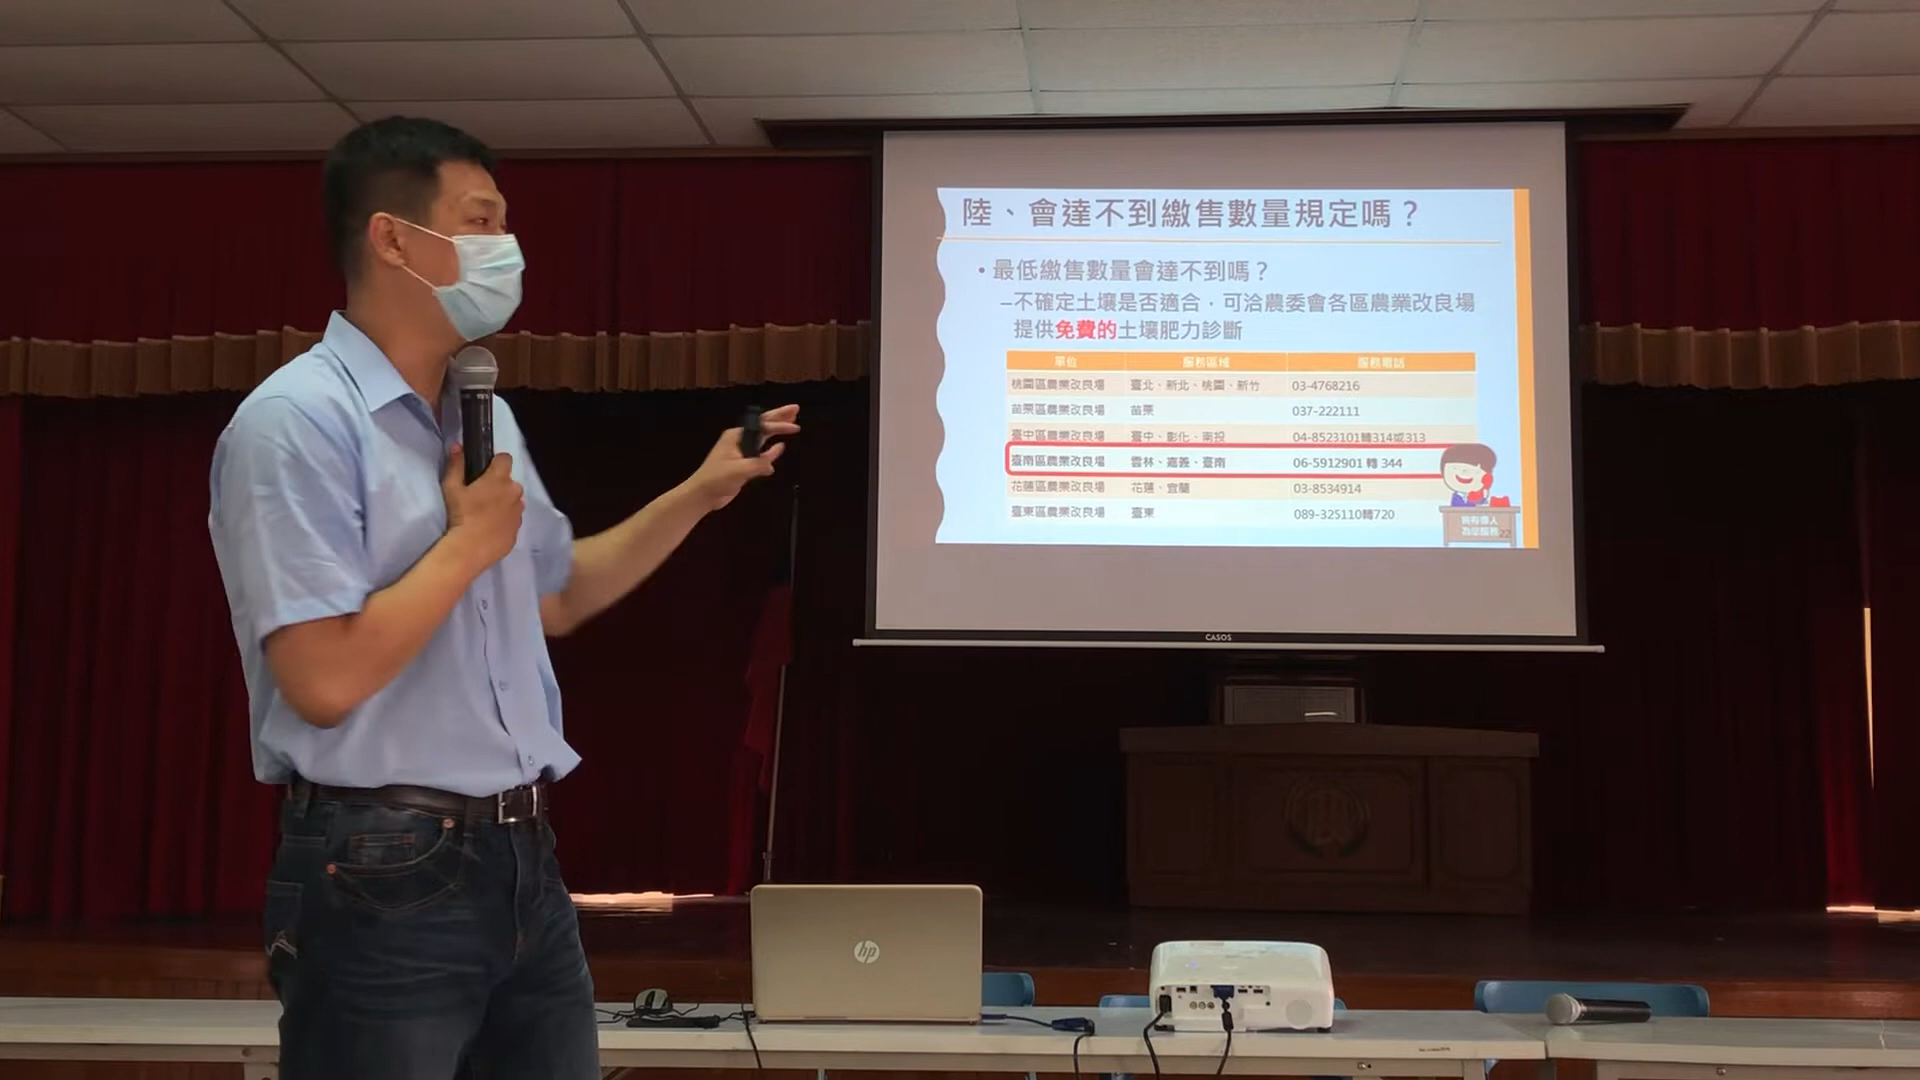 陸、會達不到繳售數量規定嗎？
•最低繳售數量會達不到嗎？
–不確定土壤是否適合，可洽農委會各區農業改良場
提供免費的土壤肥力診斷
單位 服務區域 服務電話
桃園區農業改良場 臺北、新北、桃園、新竹 03-4768216
苗栗區農業改良場 苗栗 037-222111
臺中區農業改良場 臺中、彰化、南投 04-8523101轉314或313
臺南區農業改良場 雲林、嘉義、臺南 06-5912901 轉 344
花蓮區農業改良場 花蓮、宜蘭 03-8534914
臺東區農業改良場 臺東 089-325110轉720
將有專人
為您服務 22
CASOS
hp